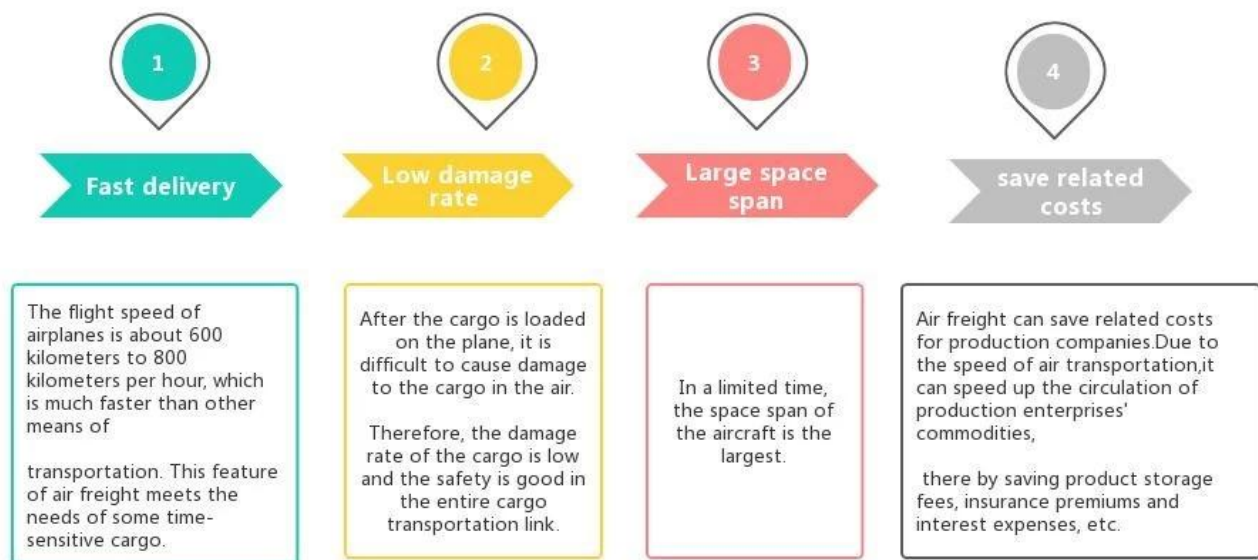 1
Fast delivery
The flight speed of
airplanes is about 600
kilometers to 800
kilometers per hour, which
is much faster than other
means of
transportation. This feature
of air freight meets the
needs of some time-
sensitive cargo.
2
Low damage
rate
After the cargo is loaded
on the plane, it is
difficult to cause damage
to the cargo in the air.
Therefore, the damage
rate of the cargo is low
and the safety is good in
the entire cargo
transportation link.
3
Large space
span
In a limited time,
the space span of
the aircraft is the
largest.
4
save related
costs
Air freight can save related costs
for production companies.Due to
the speed of air transportation,it
can speed up the circulation of
production enterprises'
commodities,
there by saving product storage
fees, insurance premiums and
interest expenses, etc.